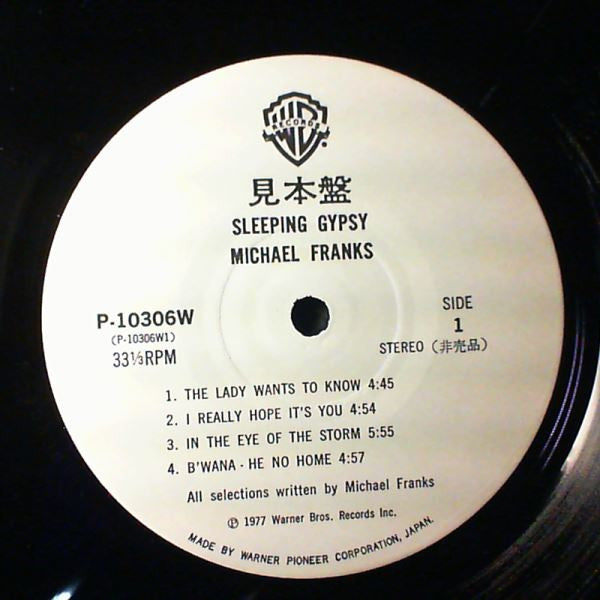 WB
RECORDS
見本盤
SLEEPING GYPSY
MICHAEL FRANKS
P-10306W
(P-10306W1)
33⅓RPM
SIDE
1
STEREO (非売品)
1. THE LADY WANTS TO KNOW 4:45
2. I REALLY HOPE IT'S YOU 4:54
3. IN THE EYE OF THE STORM 5:55
4. B'WANA - HE NO HOME 4:57
All selections written by Michael Franks
℗ 1977 Warner Bros. Records Inc.
MADE BY WARNER PIONEER CORPORATION, JAPAN.